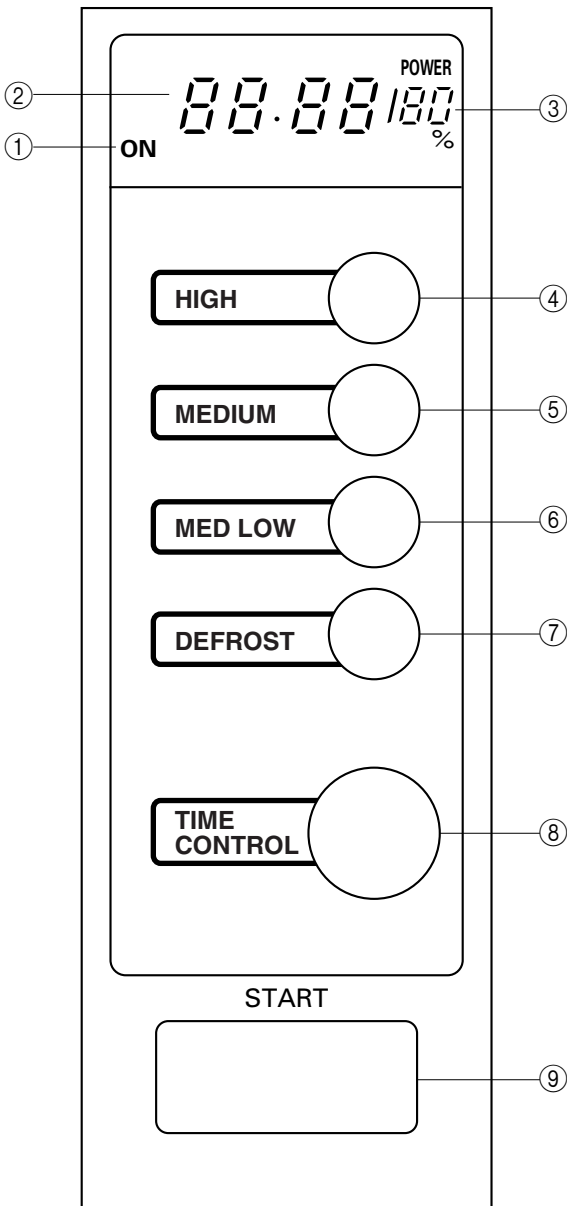 POWER
② 88.88 180 ③
%
① ON
HIGH ④
MEDIUM ⑤
MED LOW ⑥
DEFROST ⑦
TIME
CONTROL ⑧
START
⑨